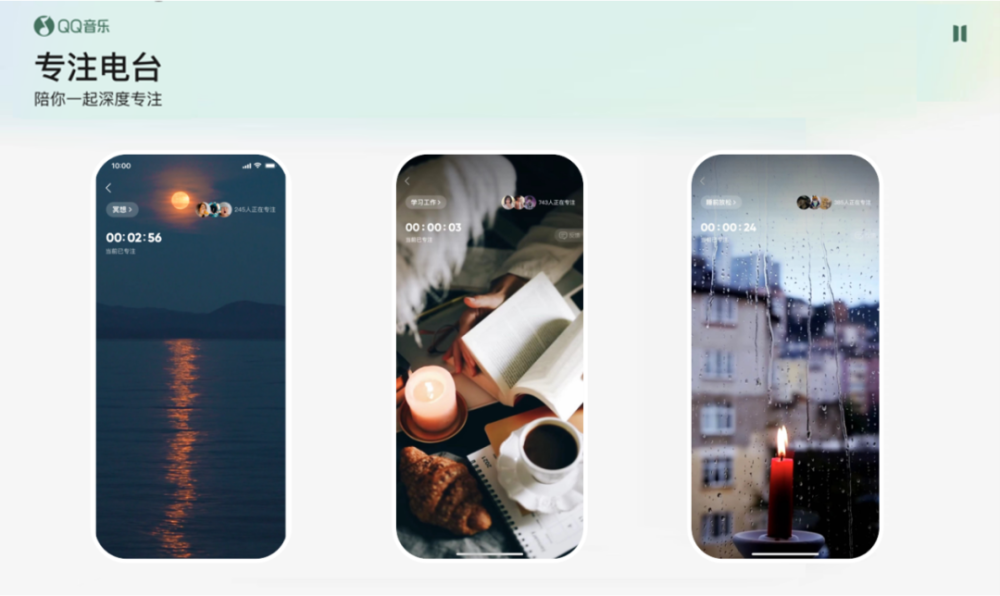 QQ音乐
专注电台
陪你一起深度专注
10:00
冥想 >
245人正在专注
00:02:56
当前已专注
学习工作 >
743人正在专注
00:00:03
当前已专注
睡前放松 >
385人正在专注
00:00:24